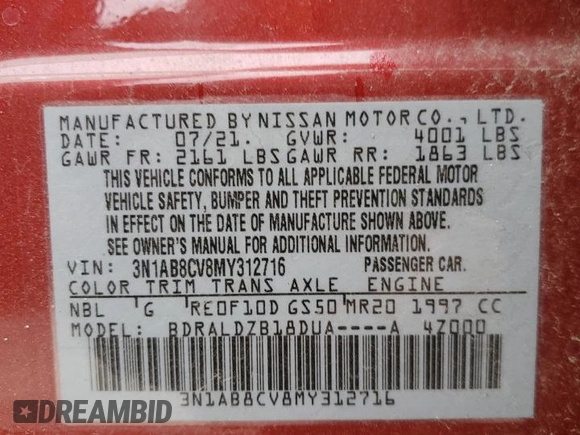 MANUFACTURED BY NISSAN MOTOR CO., LTD.
DATE: 07/21. GVWR: 4001 LBS
GAWR FR: 2161 LBS GAWR RR: 1863 LBS
THIS VEHICLE CONFORMS TO ALL APPLICABLE FEDERAL MOTOR
VEHICLE SAFETY, BUMPER AND THEFT PREVENTION STANDARDS
IN EFFECT ON THE DATE OF MANUFACTURE SHOWN ABOVE.
SEE OWNER'S MANUAL FOR ADDITIONAL INFORMATION.
VIN: 3N1AB8CV8MY312716 PASSENGER CAR.
COLOR TRIM TRANS AXLE ENGINE
NBL G RE0F10D GS50 MR20 1997 CC
MODEL: BDRALDZB18DUA----A 4Z000
3N1AB8CV8MY312716
DREAMBID
.com